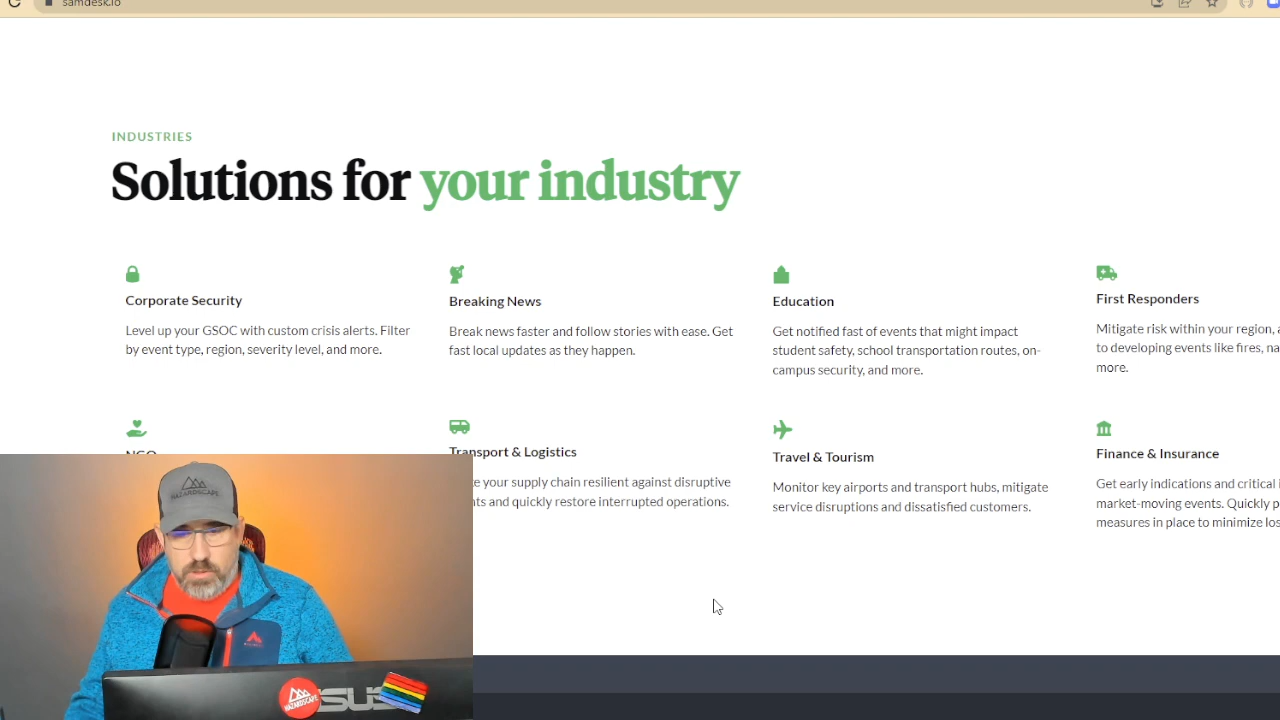 samdesk.io
INDUSTRIES
Solutions for your industry
Corporate Security
Level up your GSOC with custom crisis alerts. Filter
by event type, region, severity level, and more.
Breaking News
Break news faster and follow stories with ease. Get
fast local updates as they happen.
Education
Get notified fast of events that might impact
student safety, school transportation routes, on-
campus security, and more.
First Responders
Mitigate risk within your region, a
to developing events like fires, na
more.
NGO
Transport & Logistics
your supply chain resilient against disruptive
and quickly restore interrupted operations.
Travel & Tourism
Monitor key airports and transport hubs, mitigate
service disruptions and dissatisfied customers.
Finance & Insurance
Get early indications and critical
market-moving events. Quickly p
measures in place to minimize los
HAZARDSCAPE
HAZARDSCAPE